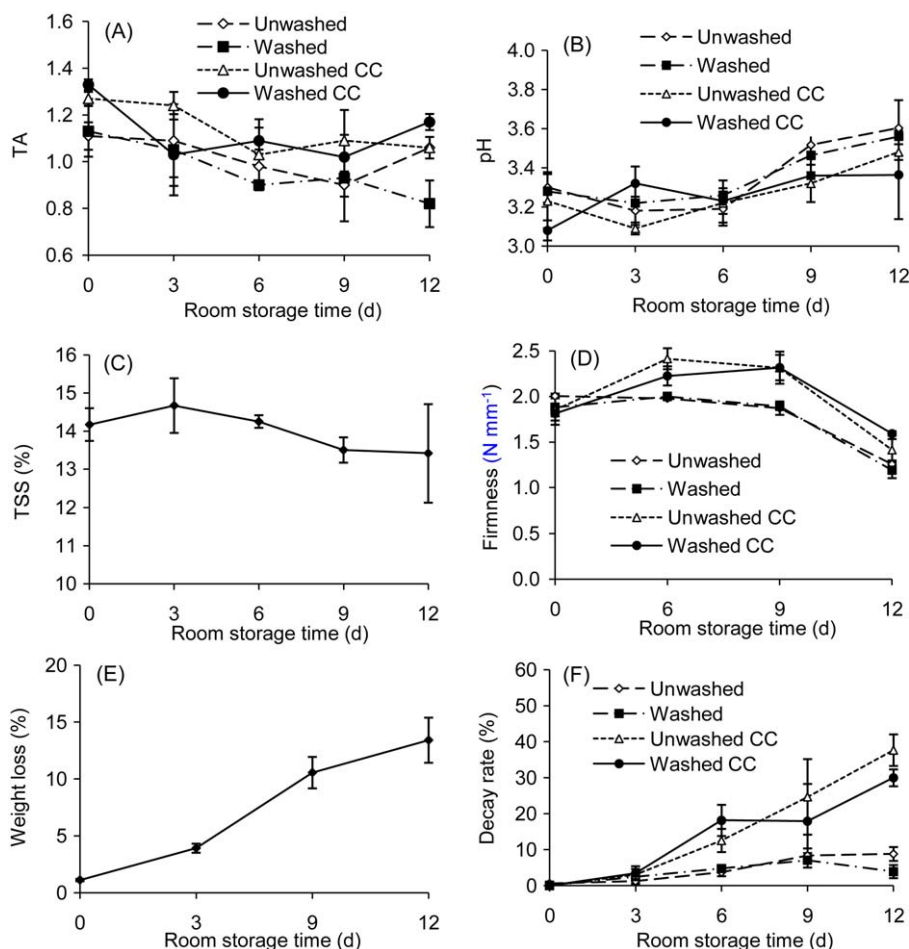 (A)
Unwashed
Washed
Unwashed CC
Washed CC
TA
1.6
1.4
1.2
1.0
0.8
0.6
0 3 6 9 12
Room storage time (d)
(B)
Unwashed
Washed
Unwashed CC
Washed CC
pH
4.0
3.8
3.6
3.4
3.2
3.0
0 3 6 9 12
Room storage time (d)
(C)
TSS (%)
16
15
14
13
12
11
10
0 3 6 9 12
Room storage time (d)
(D)
Firmness (N mm⁻¹)
2.5
2.0
1.5
1.0
0.5
0.0
Unwashed
Washed
Unwashed CC
Washed CC
0 6 9 12
Room storage time (d)
(E)
Weight loss (%)
20
15
10
5
0
0 3 9 12
Room storage time (d)
(F)
Unwashed
Washed
Unwashed CC
Washed CC
Decay rate (%)
60
50
40
30
20
10
0
0 3 6 9 12
Room storage time (d)